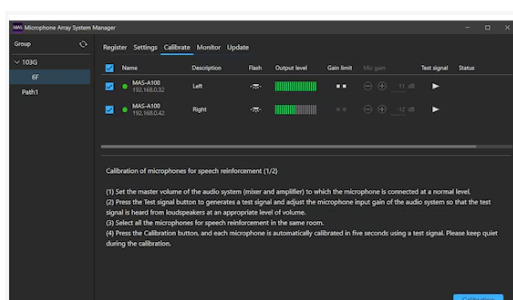 MAS Microphone Array System Manager
Group
Register Settings Calibrate Monitor Update
103G
6F
Path1
Name Description Flash Output level Gain limit Mic gain Test signal Status
MAS-A100
192.168.0.32
Left
11 dB
MAS-A100
192.168.0.42
Right
-12 dB
Calibration of microphones for speech reinforcement (1/2)
(1) Set the master volume of the audio system (mixer and amplifier) to which the microphone is connected at a normal level.
(2) Press the Test signal button to generates a test signal and adjust the microphone input gain of the audio system so that the test
signal is heard from loudspeakers at an appropriate level of volume.
(3) Select all the microphones for speech reinforcement in the same room.
(4) Press the Calibration button, and each microphone is automatically calibrated in five seconds using a test signal. Please keep quiet
during the calibration.